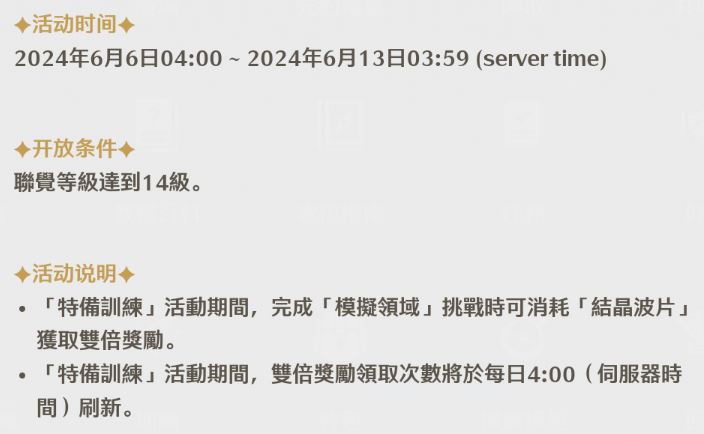 ✦活动时间✦
2024年6月6日04:00 ~ 2024年6月13日03:59 (server time)
✦开放条件✦
聯覺等級達到14級。
✦活动说明✦
• 「特備訓練」活動期間，完成「模擬領域」挑戰時可消耗「結晶波片」
獲取雙倍獎勵。
• 「特備訓練」活動期間，雙倍獎勵領取次數將於每日4:00（伺服器時
間）刷新。